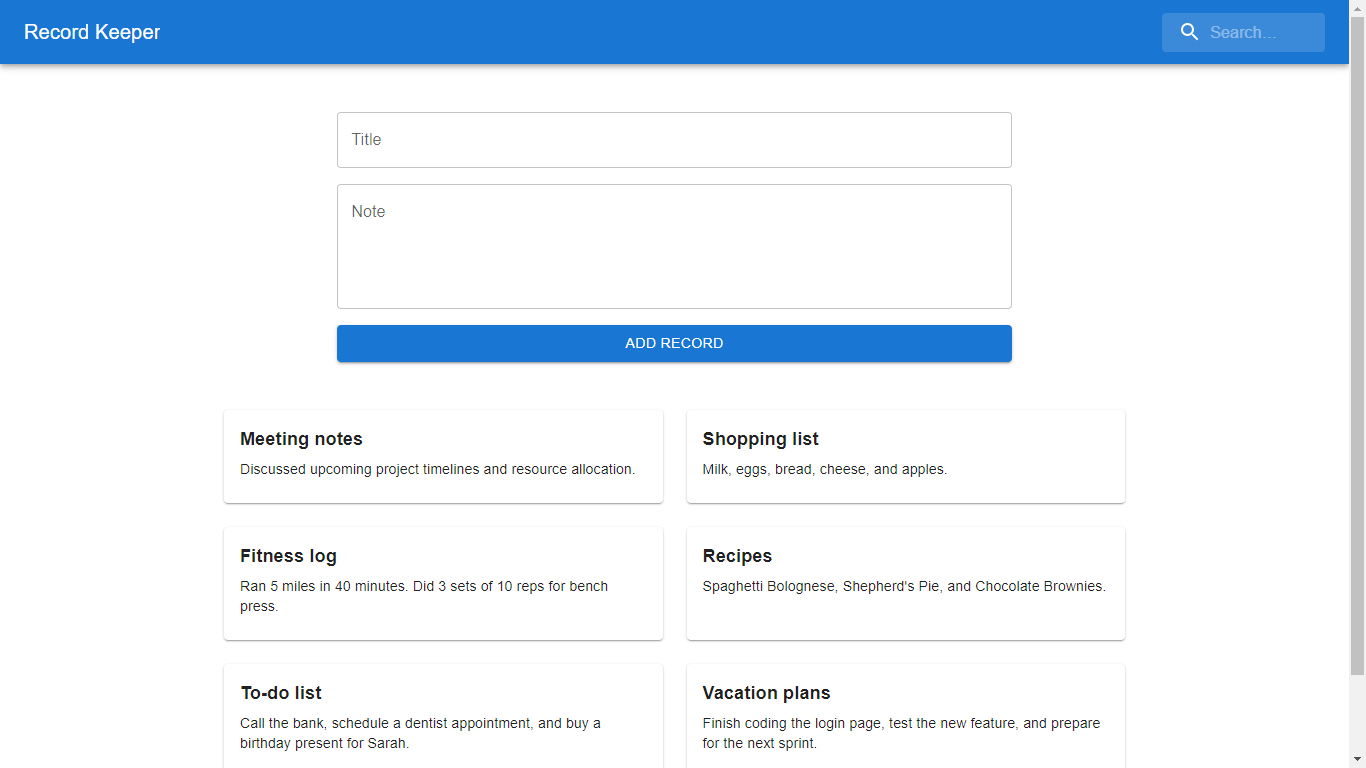 Record Keeper
Search...
Title
Note
ADD RECORD
Meeting notes
Discussed upcoming project timelines and resource allocation.
Shopping list
Milk, eggs, bread, cheese, and apples.
Fitness log
Ran 5 miles in 40 minutes. Did 3 sets of 10 reps for bench
press.
Recipes
Spaghetti Bolognese, Shepherd's Pie, and Chocolate Brownies.
To-do list
Call the bank, schedule a dentist appointment, and buy a
birthday present for Sarah.
Vacation plans
Finish coding the login page, test the new feature, and prepare
for the next sprint.